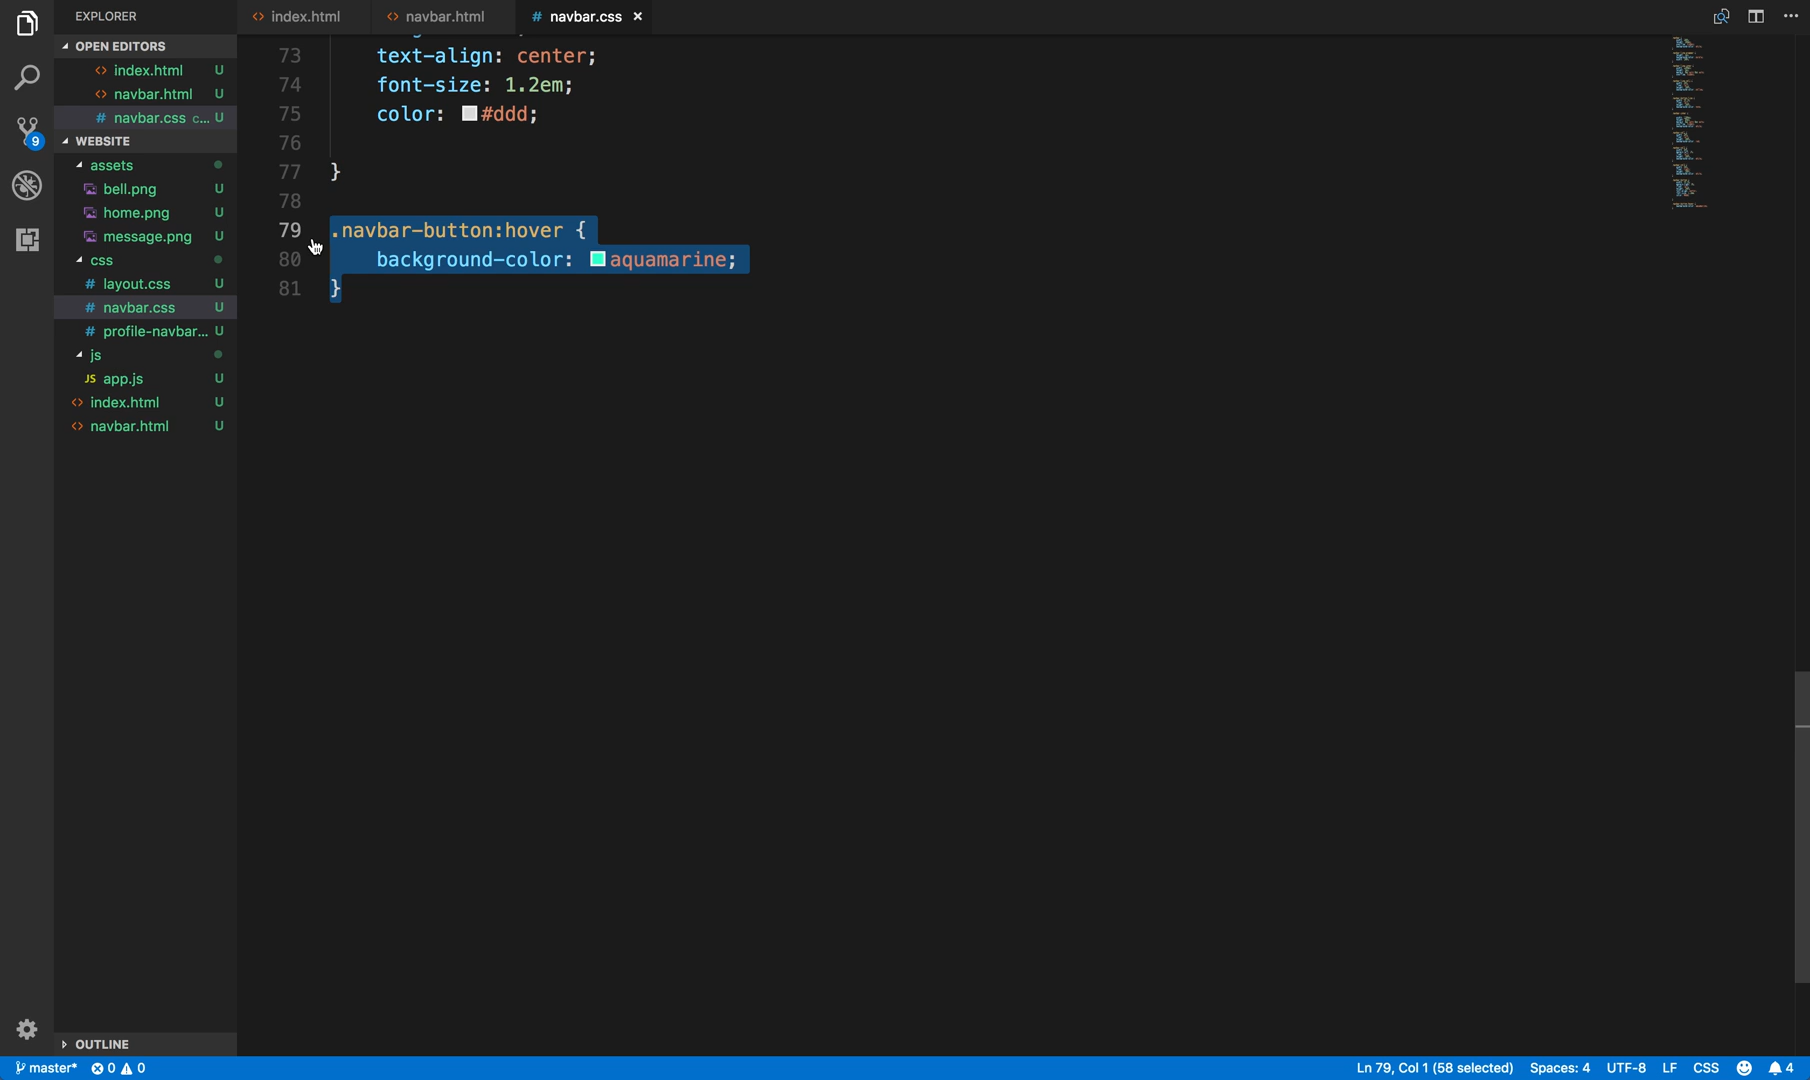 EXPLORER
OPEN EDITORS
index.html U
navbar.html U
# navbar.css c... U
WEBSITE
assets
bell.png U
home.png U
message.png U
css
# layout.css U
# navbar.css U
# profile-navbar... U
js
JS app.js U
<> index.html U
<> navbar.html U
OUTLINE
9
<> index.html
<> navbar.html
# navbar.css ×
73 text-align: center;
74 font-size: 1.2em;
75 color: #ddd;
76
77 }
78
79 .navbar-button:hover {
80 background-color: aquamarine;
81 }
master* 0 0
Ln 79, Col 1 (58 selected) Spaces: 4 UTF-8 LF CSS 4